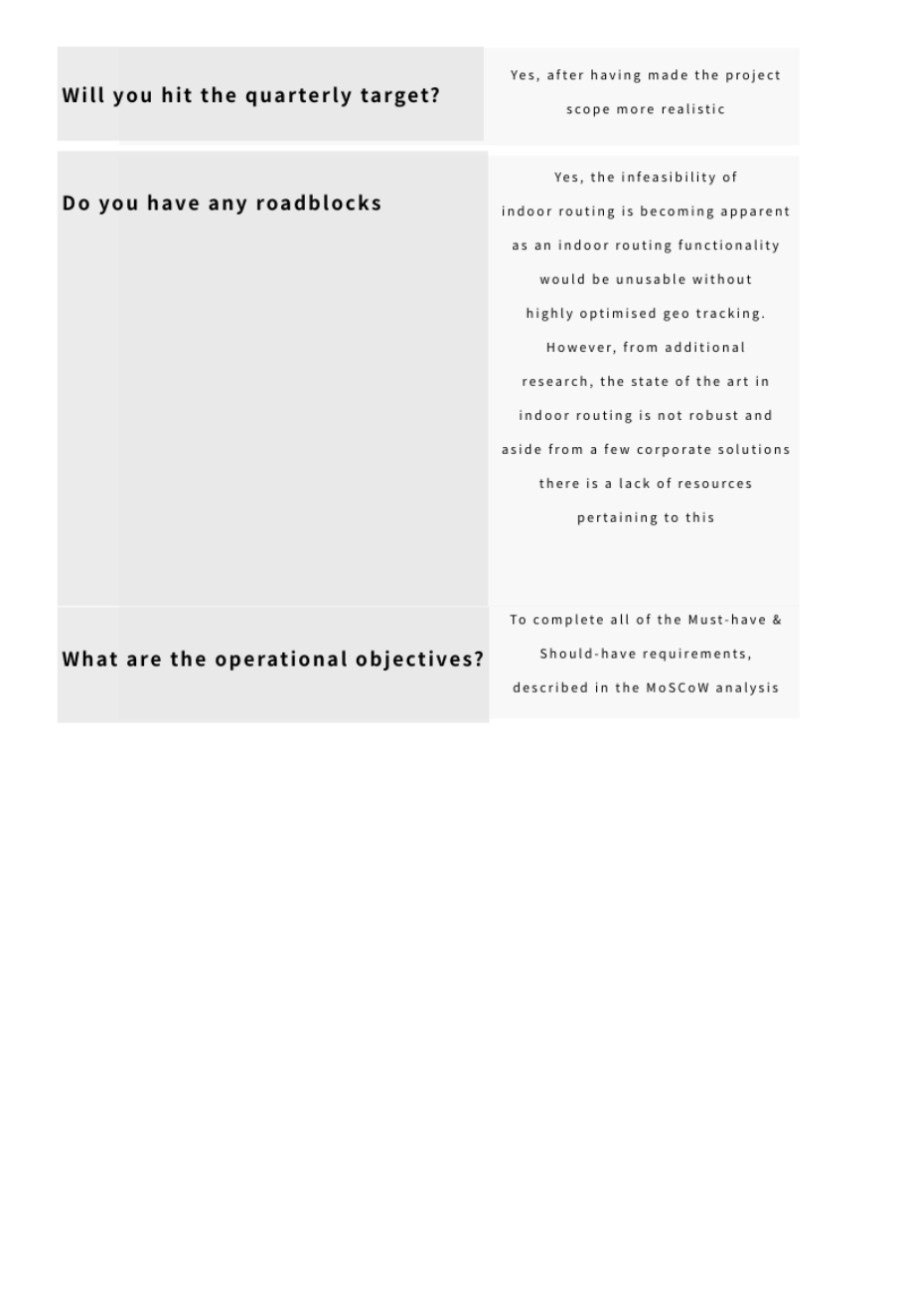 Will you hit the quarterly target?
Yes, after having made the project
scope more realistic
Do you have any roadblocks
Yes, the infeasibility of
indoor routing is becoming apparent
as an indoor routing functionality
would be unusable without
highly optimised geo tracking.
However, from additional
research, the state of the art in
indoor routing is not robust and
aside from a few corporate solutions
there is a lack of resources
pertaining to this
What are the operational objectives?
To complete all of the Must-have &
Should-have requirements,
described in the MoSCoW analysis